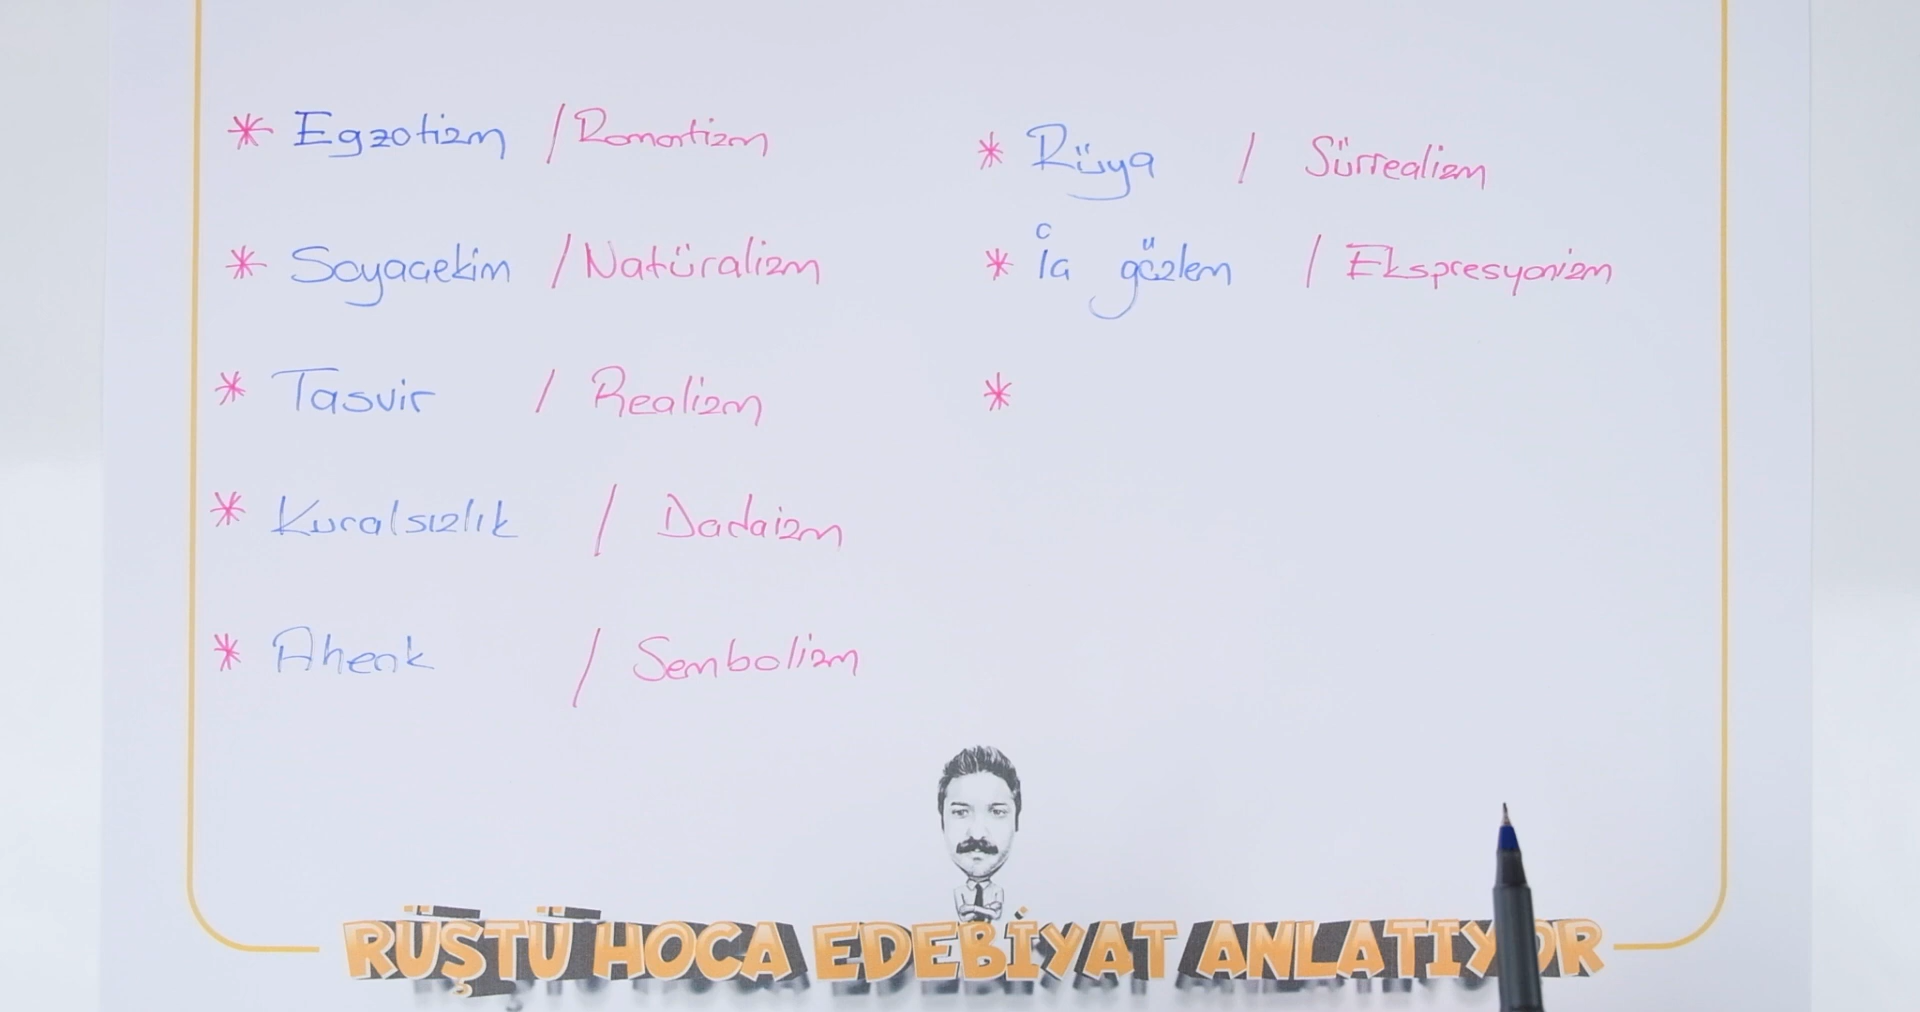 * Egzotizm / Romantizm
* Soyaçekim / Natüralizm
* Tasvir / Realizm
* Kuralsızlık / Dadaizm
* Ahenk / Sembolizm
* Rüya / Sürrealizm
* İç gözlem / Ekspresyonizm
*
RÜŞTÜ HOCA EDEBİYAT ANLATIYOR